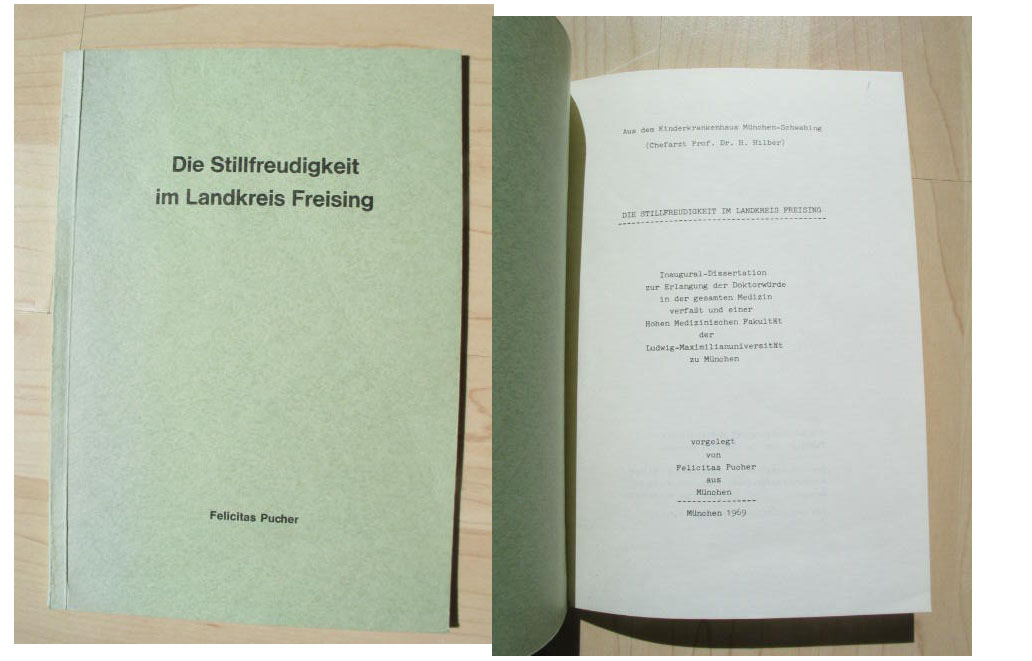 Die Stillfreudigkeit
im Landkreis Freising
Felicitas Pucher
Aus dem Kinderkrankenhaus München-Schwabing
(Chefarzt Prof. Dr. H. Hilber)
DIE STILLFREUDIGKEIT IM LANDKREIS FREISING
Inaugural-Dissertation
zur Erlangung der Doktorwürde
in der gesamten Medizin
verfaßt und einer
Hohen Medizinischen Fakultät
der
Ludwig-Maximilianuniversität
zu München
vorgelegt
von
Felicitas Pucher
aus
München
München 1969